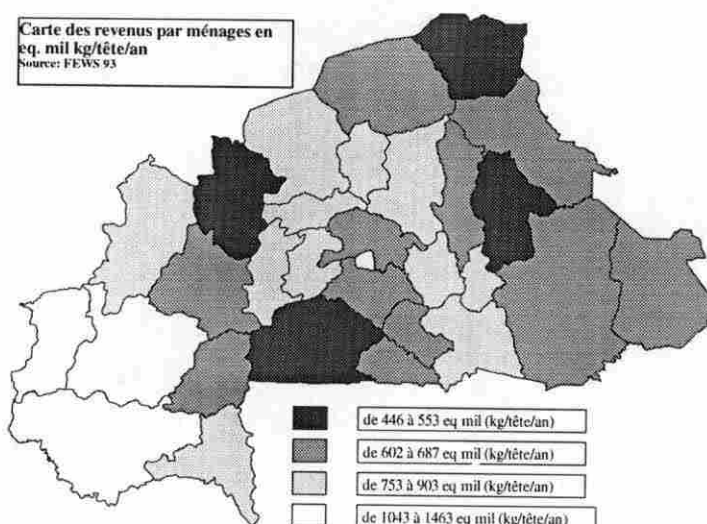 Carte des revenus par ménages en
eq. mil kg/tête/an
Source: FEWS 93
de 446 à 553 eq mil (kg/tête/an)
de 602 à 687 eq mil (kg/tête/an)
de 753 à 903 eq mil (kg/tête/an)
de 1043 à 1463 eq mil (kg/tête/an)